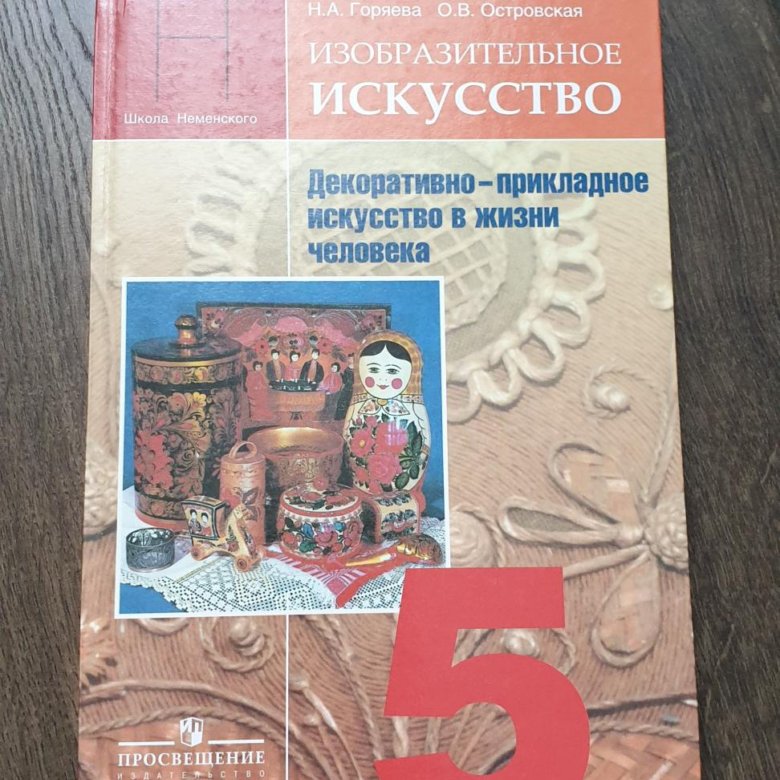 Н.А. Горяева О.В. Островская
ИЗОБРАЗИТЕЛЬНОЕ
ИСКУССТВО
Н
Школа Неменского
Декоративно–прикладное
искусство в жизни
человека
5
ПРОСВЕЩЕНИЕ
ИЗДАТЕЛЬСТВО